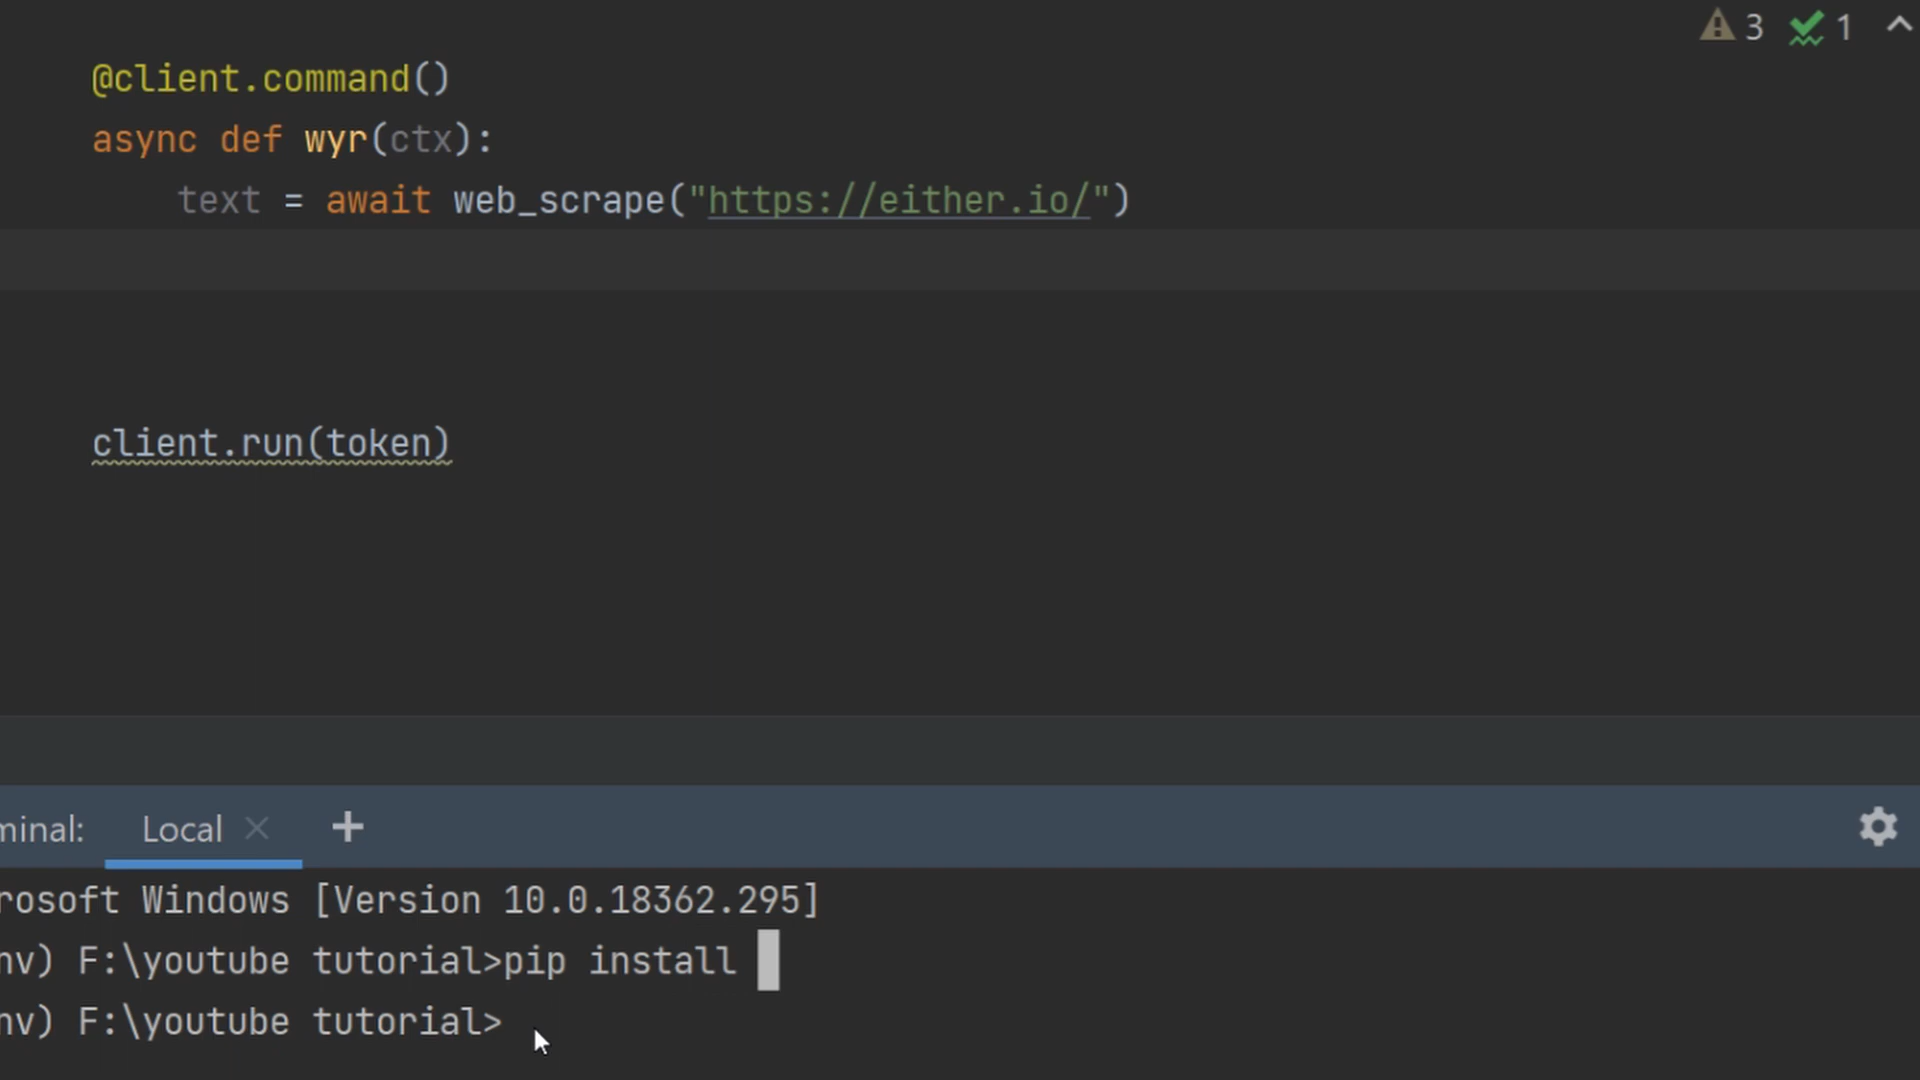 3 1
@client.command()
async def wyr(ctx):
text = await web_scrape("https://either.io/")
client.run(token)
minal: Local × +
rosoft Windows [Version 10.0.18362.295]
nv) F:\youtube tutorial>pip install
nv) F:\youtube tutorial>